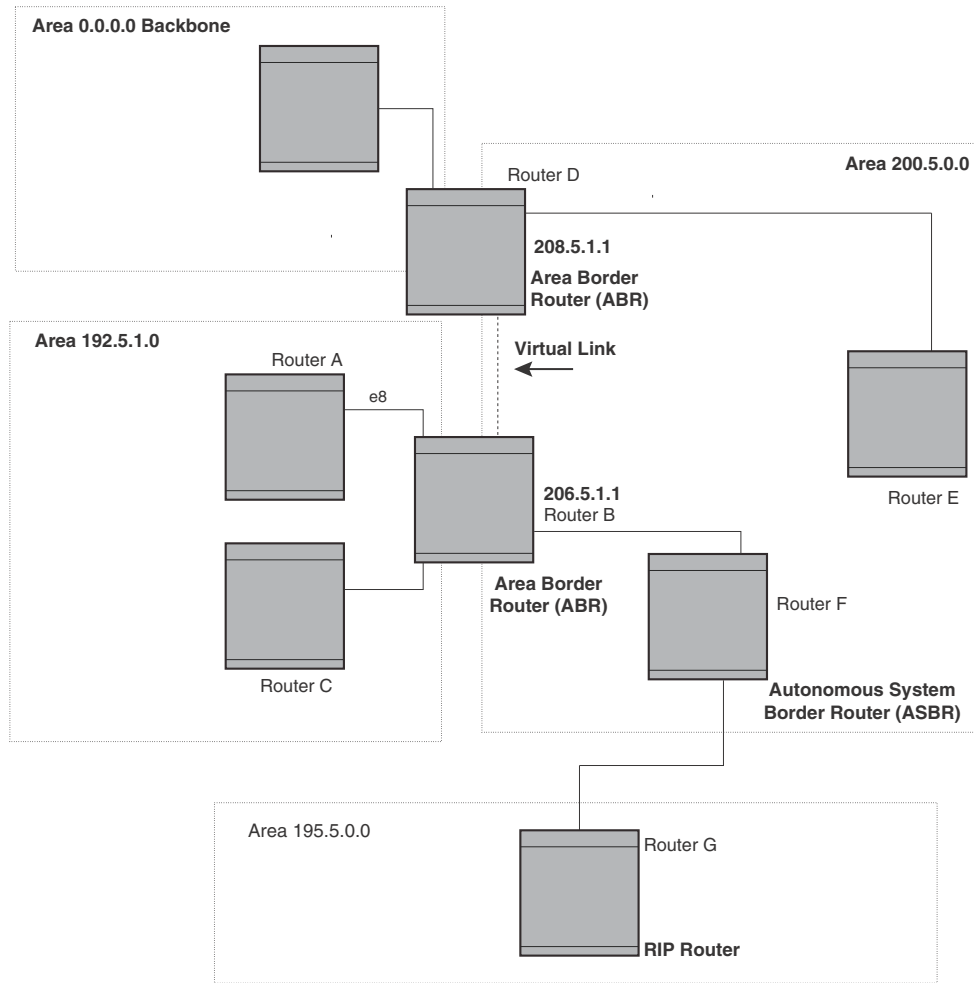 Area 0.0.0.0 Backbone
Router D
Area 200.5.0.0
208.5.1.1
Area Border
Router (ABR)
Area 192.5.1.0
Router A
e8
Virtual Link
206.5.1.1
Router B
Router E
Area Border
Router (ABR)
Router F
Router C
Autonomous System
Border Router (ASBR)
Area 195.5.0.0
Router G
RIP Router